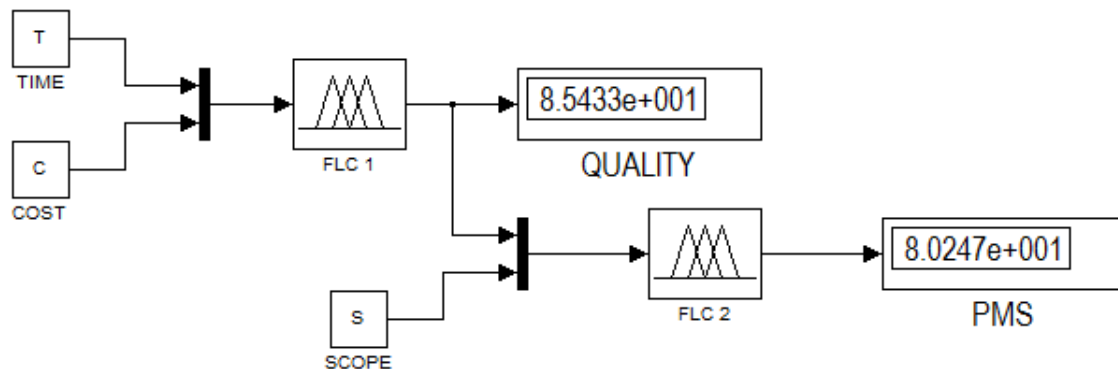 T
TIME
C
COST
FLC 1
8.5433e+001
QUALITY
S
SCOPE
FLC 2
8.0247e+001
PMS